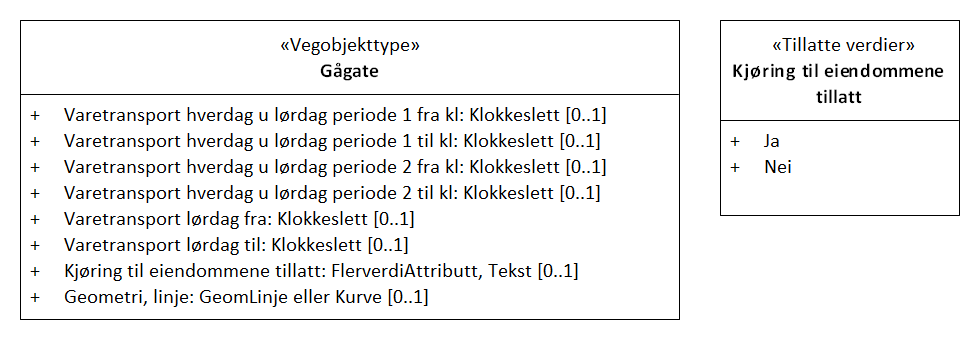 «Vegobjekttype»
Gågate
+ Varetransport hverdag u lørdag periode 1 fra kl: Klokkeslett [0..1]
+ Varetransport hverdag u lørdag periode 1 til kl: Klokkeslett [0..1]
+ Varetransport hverdag u lørdag periode 2 fra kl: Klokkeslett [0..1]
+ Varetransport hverdag u lørdag periode 2 til kl: Klokkeslett [0..1]
+ Varetransport lørdag fra: Klokkeslett [0..1]
+ Varetransport lørdag til: Klokkeslett [0..1]
+ Kjøring til eiendommene tillatt: FlerverdiAttributt, Tekst [0..1]
+ Geometri, linje: GeomLinje eller Kurve [0..1]
«Tillatte verdier»
Kjøring til eiendommene
tillatt
+ Ja
+ Nei